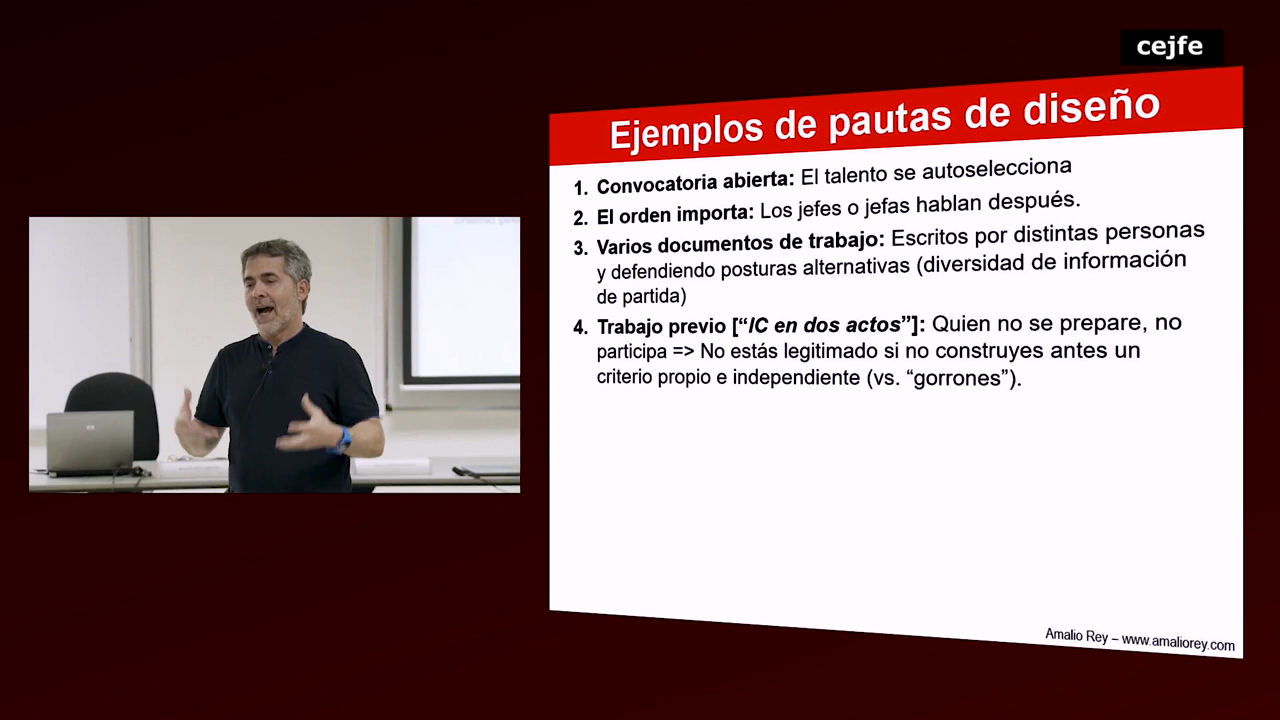 cejfe
Ejemplos de pautas de diseño
1. Convocatoria abierta: El talento se autoselecciona
2. El orden importa: Los jefes o jefas hablan después.
3. Varios documentos de trabajo: Escritos por distintas personas
y defendiendo posturas alternativas (diversidad de información
de partida)
4. Trabajo previo [“IC en dos actos”]: Quien no se prepare, no
participa => No estás legitimado si no construyes antes un
criterio propio e independiente (vs. “gorrones”).
Amalio Rey – www.amaliorey.com